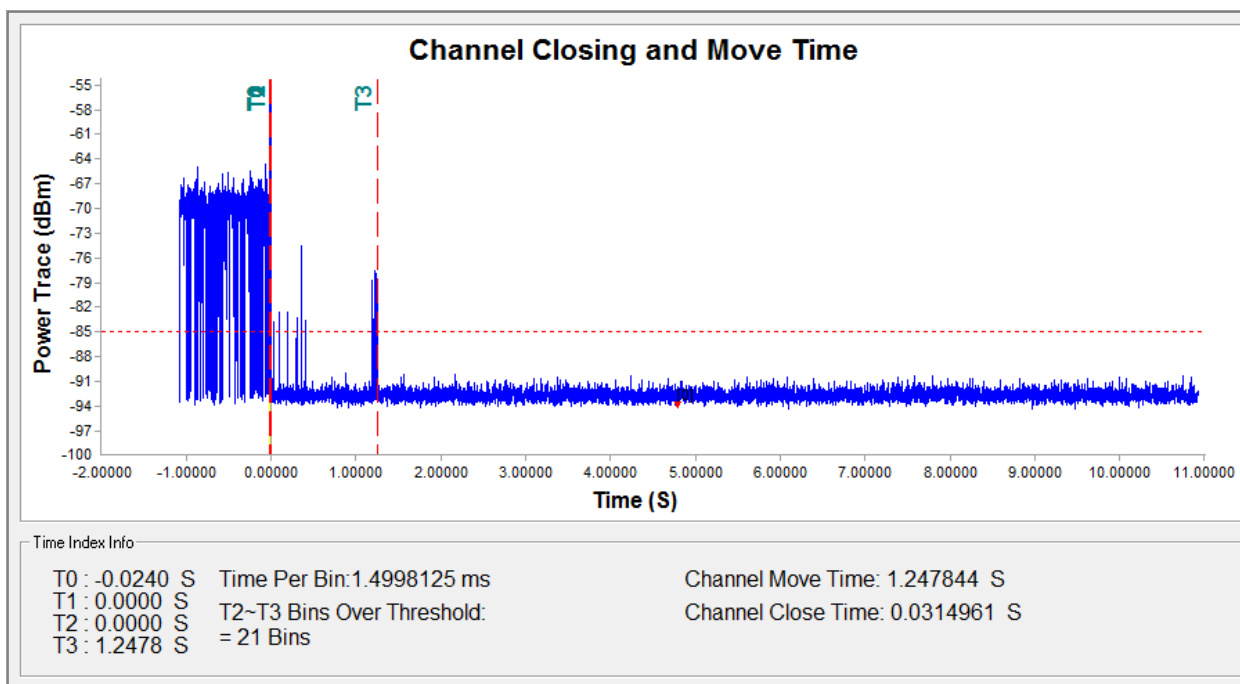 Channel Closing and Move Time
T3
Power Trace (dBm)
-55
-58
-61
-64
-67
-70
-73
-76
-79
-82
-85
-88
-91
-94
-97
-100
-2.00000 -1.00000 0.00000 1.00000 2.00000 3.00000 4.00000 5.00000 6.00000 7.00000 8.00000 9.00000 10.00000 11.00000
Time (S)
Time Index Info
T0 : -0.0240 S
T1 : 0.0000 S
T2 : 0.0000 S
T3 : 1.2478 S
Time Per Bin:1.4998125 ms
T2~T3 Bins Over Threshold:
= 21 Bins
Channel Move Time: 1.247844 S
Channel Close Time: 0.0314961 S